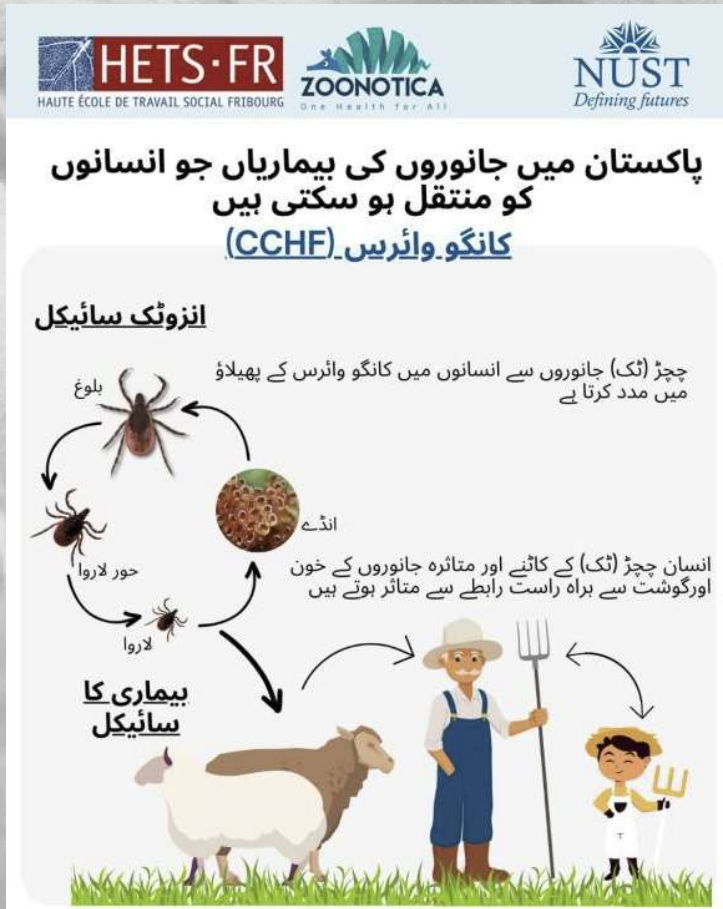 HETS·FR
HAUTE ÉCOLE DE TRAVAIL SOCIAL FRIBOURG
ZOONOTICA
One Health for All
NUST
Defining futures
پاکستان میں جانوروں کی بیماریاں جو انسانوں
کو منتقل ہو سکتی ہیں
کانگو وائرس (CCHF)
انزوٹک سائیکل
چچڑ (ٹک) جانوروں سے انسانوں میں کانگو وائرس کے پھیلاؤ
میں مدد کرتا ہے
بلوغ
انڈے
حور لاروا
لاروا
انسان چچڑ (ٹک) کے کاٹنے اور متاثرہ جانوروں کے خون
اورگوشت سے براہ راست رابطے سے متاثر ہوتے ہیں
بیماری کا
سائیکل